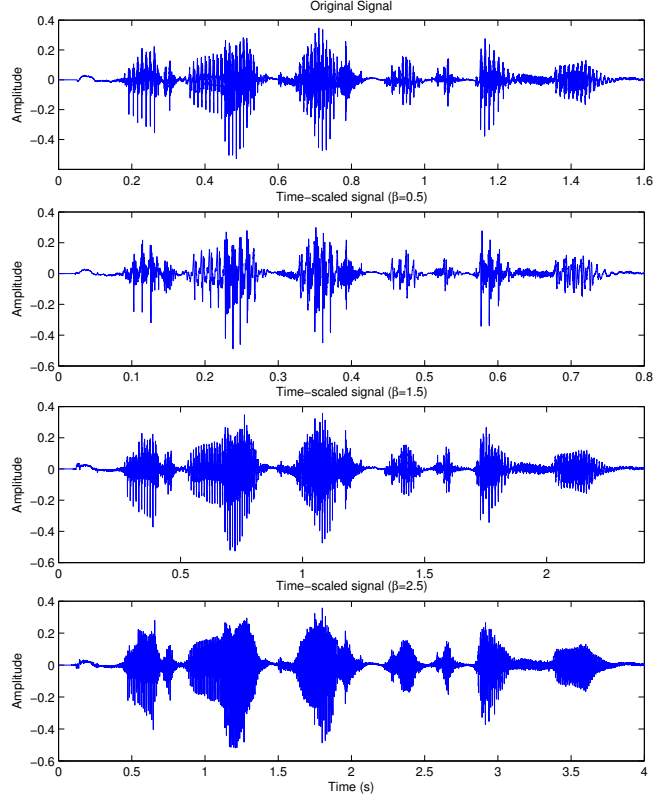 Original Signal
0.4
0.2
0
−0.2
−0.4
Amplitude
0 0.2 0.4 0.6 0.8 1 1.2 1.4 1.6
Time−scaled signal (β=0.5)
0.4
0.2
0
−0.2
−0.4
−0.6
Amplitude
0 0.1 0.2 0.3 0.4 0.5 0.6 0.7 0.8
Time−scaled signal (β=1.5)
0.4
0.2
0
−0.2
−0.4
−0.6
Amplitude
0 0.5 1 1.5 2
Time−scaled signal (β=2.5)
0.4
0.2
0
−0.2
−0.4
−0.6
Amplitude
0 0.5 1 1.5 2 2.5 3 3.5 4
Time (s)